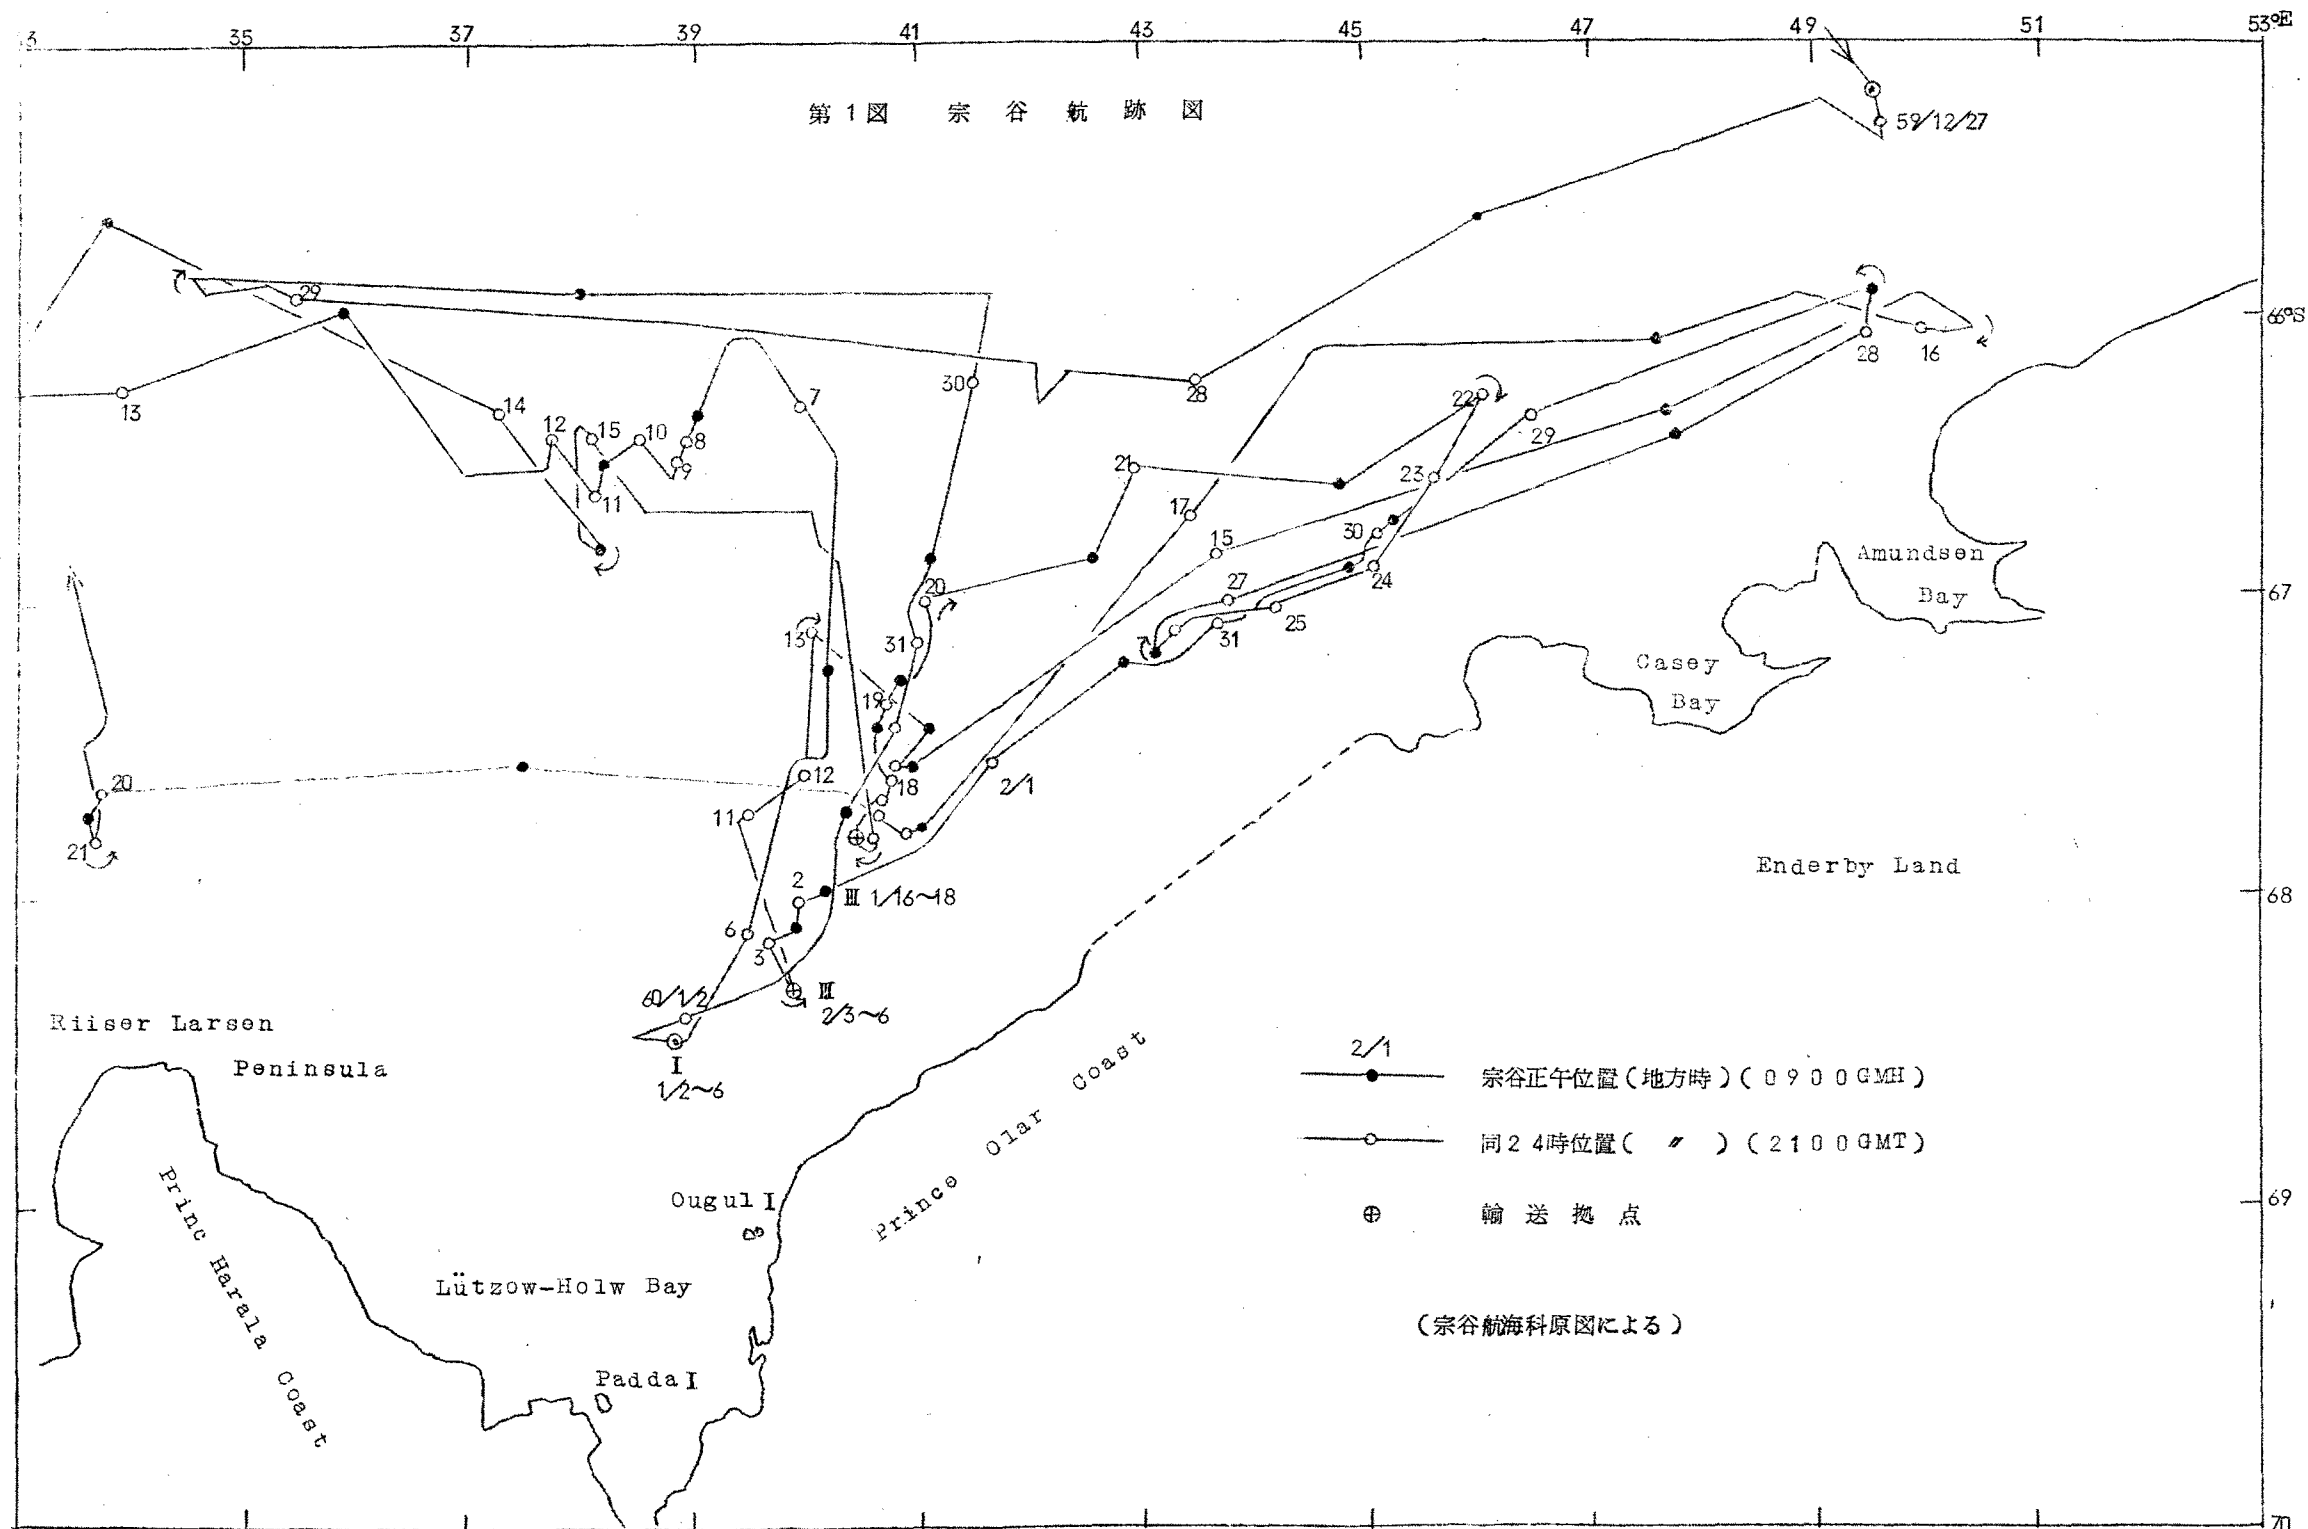 3 35 37 39 41 43 45 47 49 51 53°E
第1図 宗谷航跡図
59/12/27
29
66°S
28 16
30
28
13
7
14
12 15 10 8
9
11
22
29
21
23
17
30
15
24
20
27
25
67
31
13
31
19
18
12
2/1
20
11
21
2
III 1/16~18
68
6
3
60/1/2
2/3~6
I
1/2~6
Amundsen
Bay
Casey
Bay
Enderby Land
Riiser Larsen
Peninsula
Princ Harala Coast
Prince Olar Coast
Ougul I
Lützow-Holw Bay
Padda I
69
70
2/1
宗谷正午位置(地方時)(0900GMH)
同24時位置( 〃 )(2100GMT)
輸送拠点
(宗谷航海科原図による)